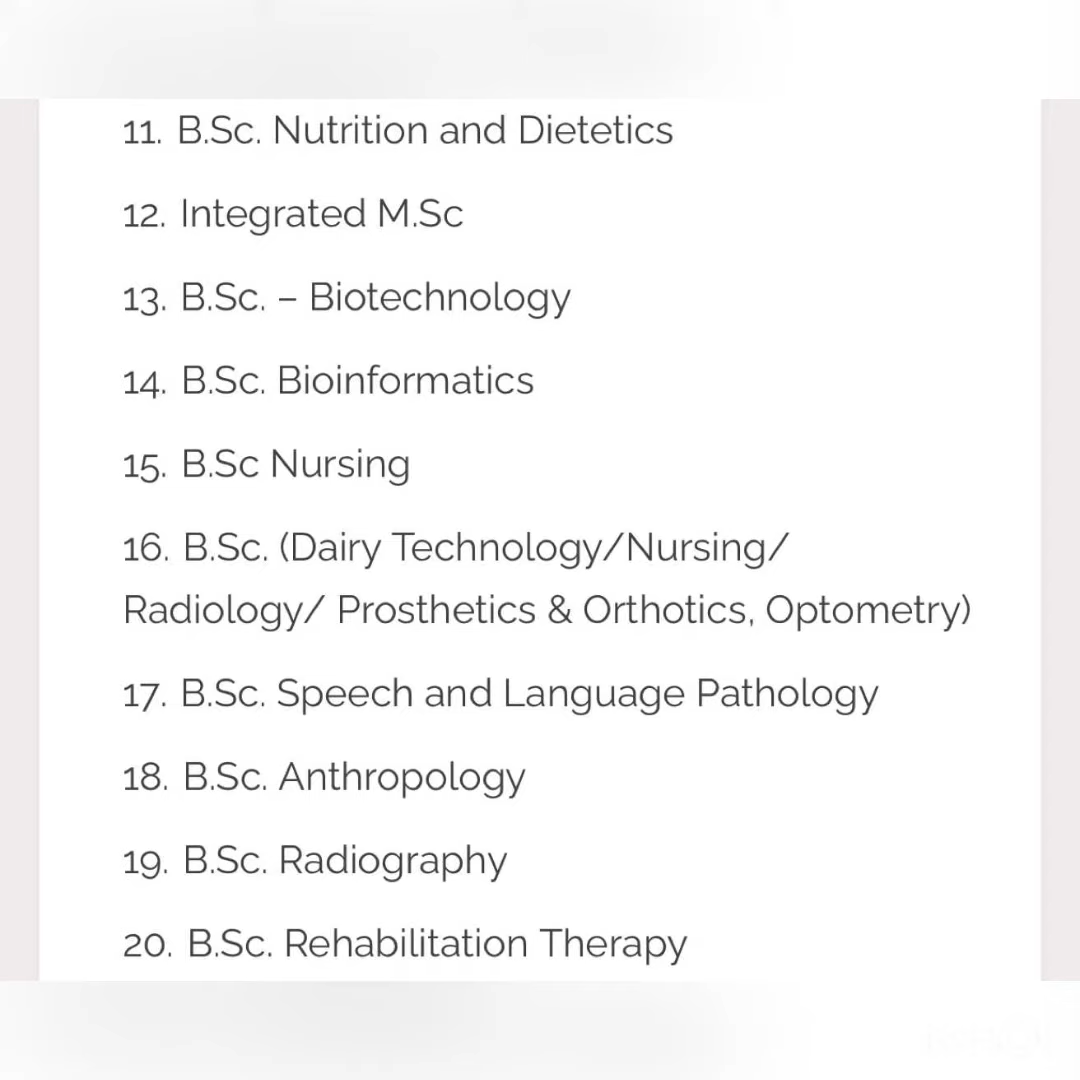 11. B.Sc. Nutrition and Dietetics
12. Integrated M.Sc
13. B.Sc. – Biotechnology
14. B.Sc. Bioinformatics
15. B.Sc Nursing
16. B.Sc. (Dairy Technology/Nursing/
Radiology/ Prosthetics & Orthotics, Optometry)
17. B.Sc. Speech and Language Pathology
18. B.Sc. Anthropology
19. B.Sc. Radiography
20. B.Sc. Rehabilitation Therapy